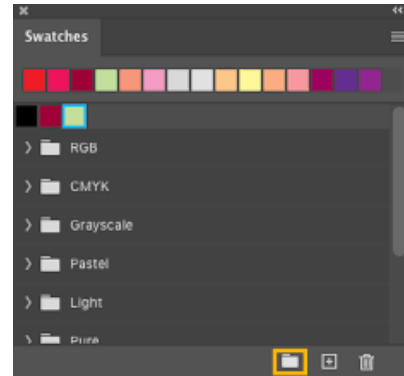 Swatches
RGB
CMYK
Grayscale
Pastel
Light
Pure